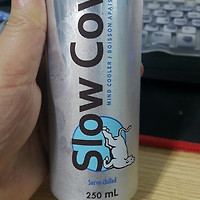 Slow Cow
MIND COOLER / BOISSON APAIS
Serve chilled
250 mL